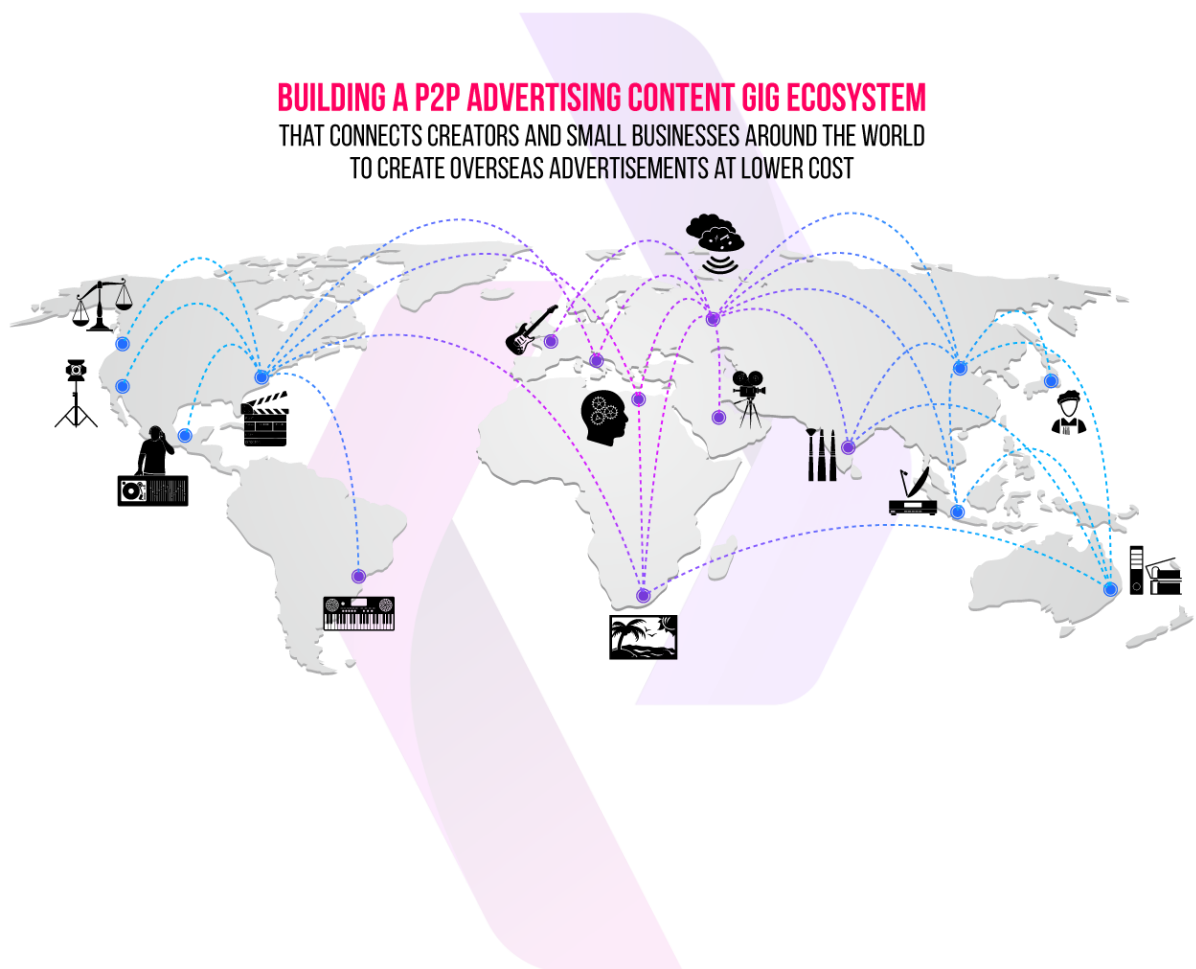 BUILDING A P2P ADVERTISING CONTENT GIG ECOSYSTEM
THAT CONNECTS CREATORS AND SMALL BUSINESSES AROUND THE WORLD
TO CREATE OVERSEAS ADVERTISEMENTS AT LOWER COST